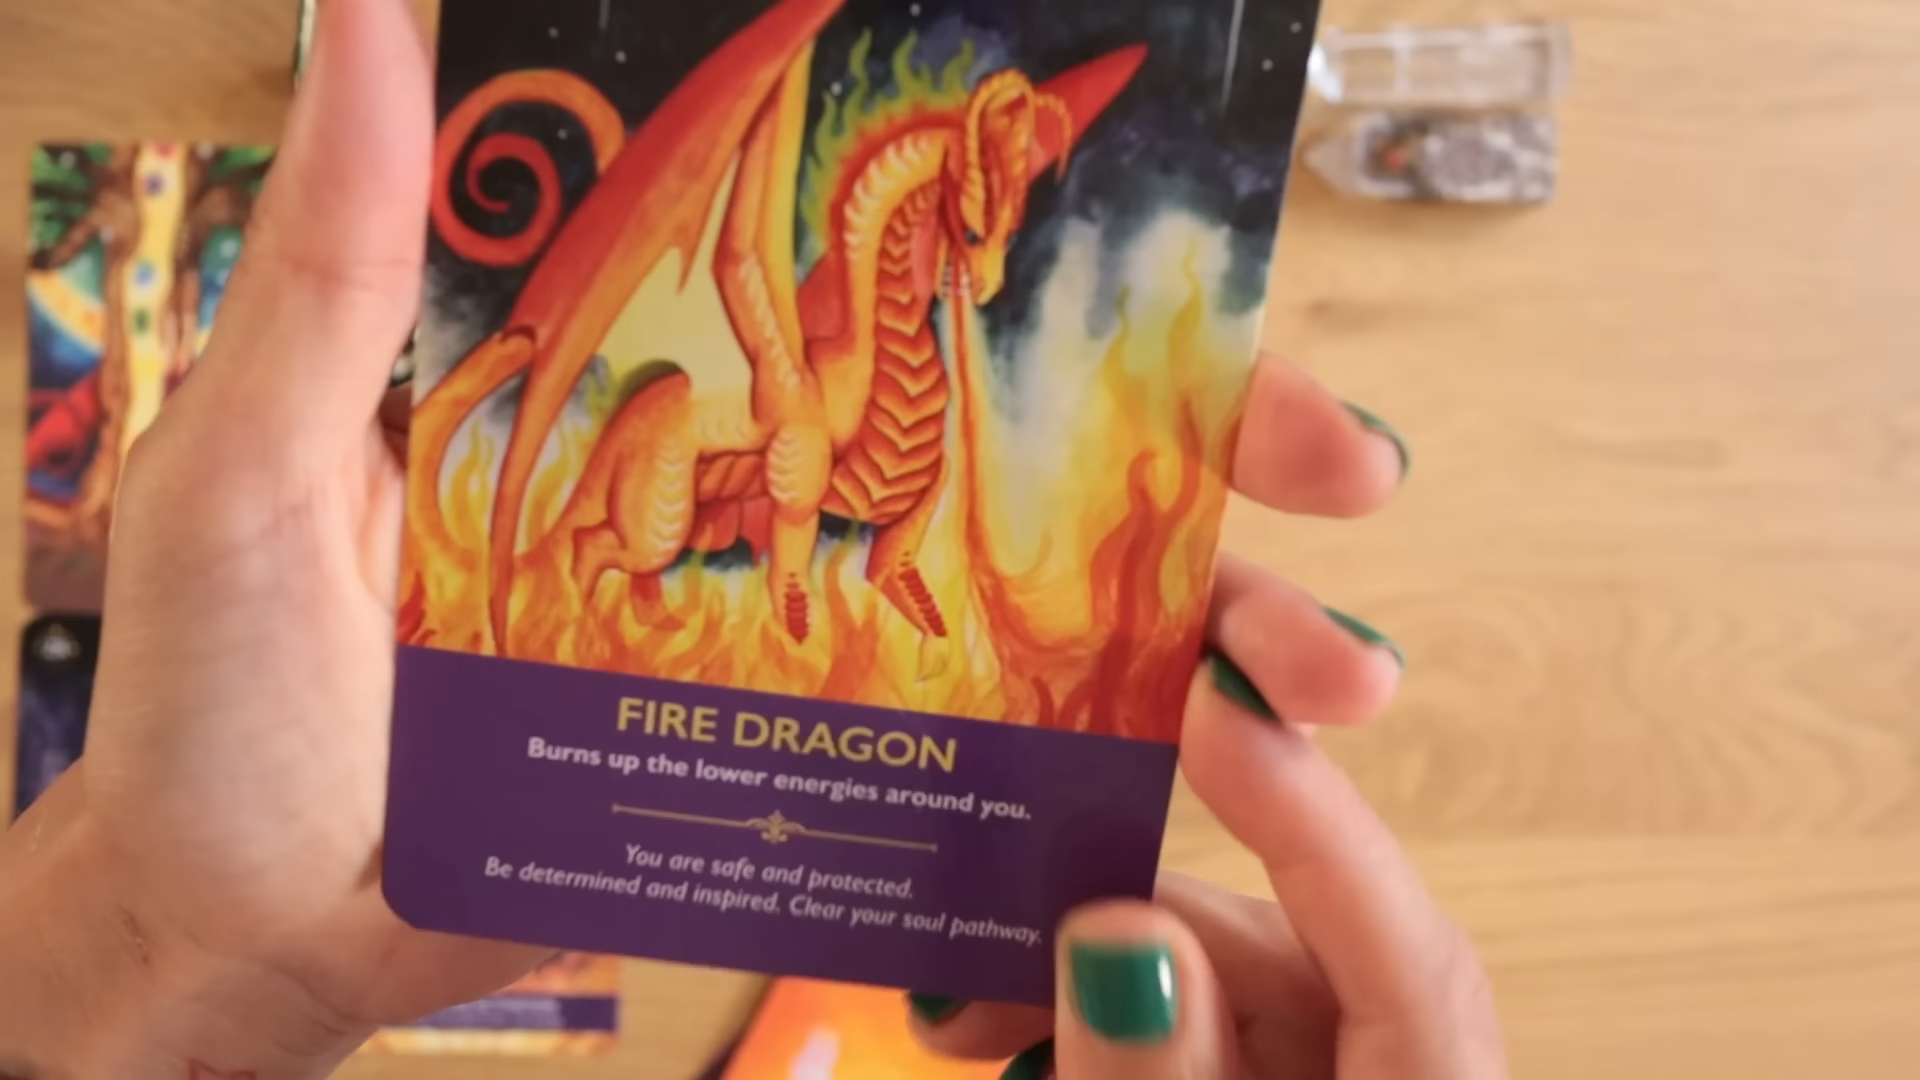 FIRE DRAGON
Burns up the lower energies around you.
You are safe and protected.
Be determined and inspired. Clear your soul pathway.